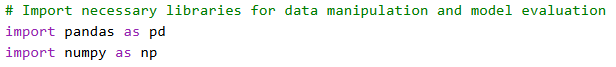 # Import necessary libraries for data manipulation and model evaluation
import pandas as pd
import numpy as np